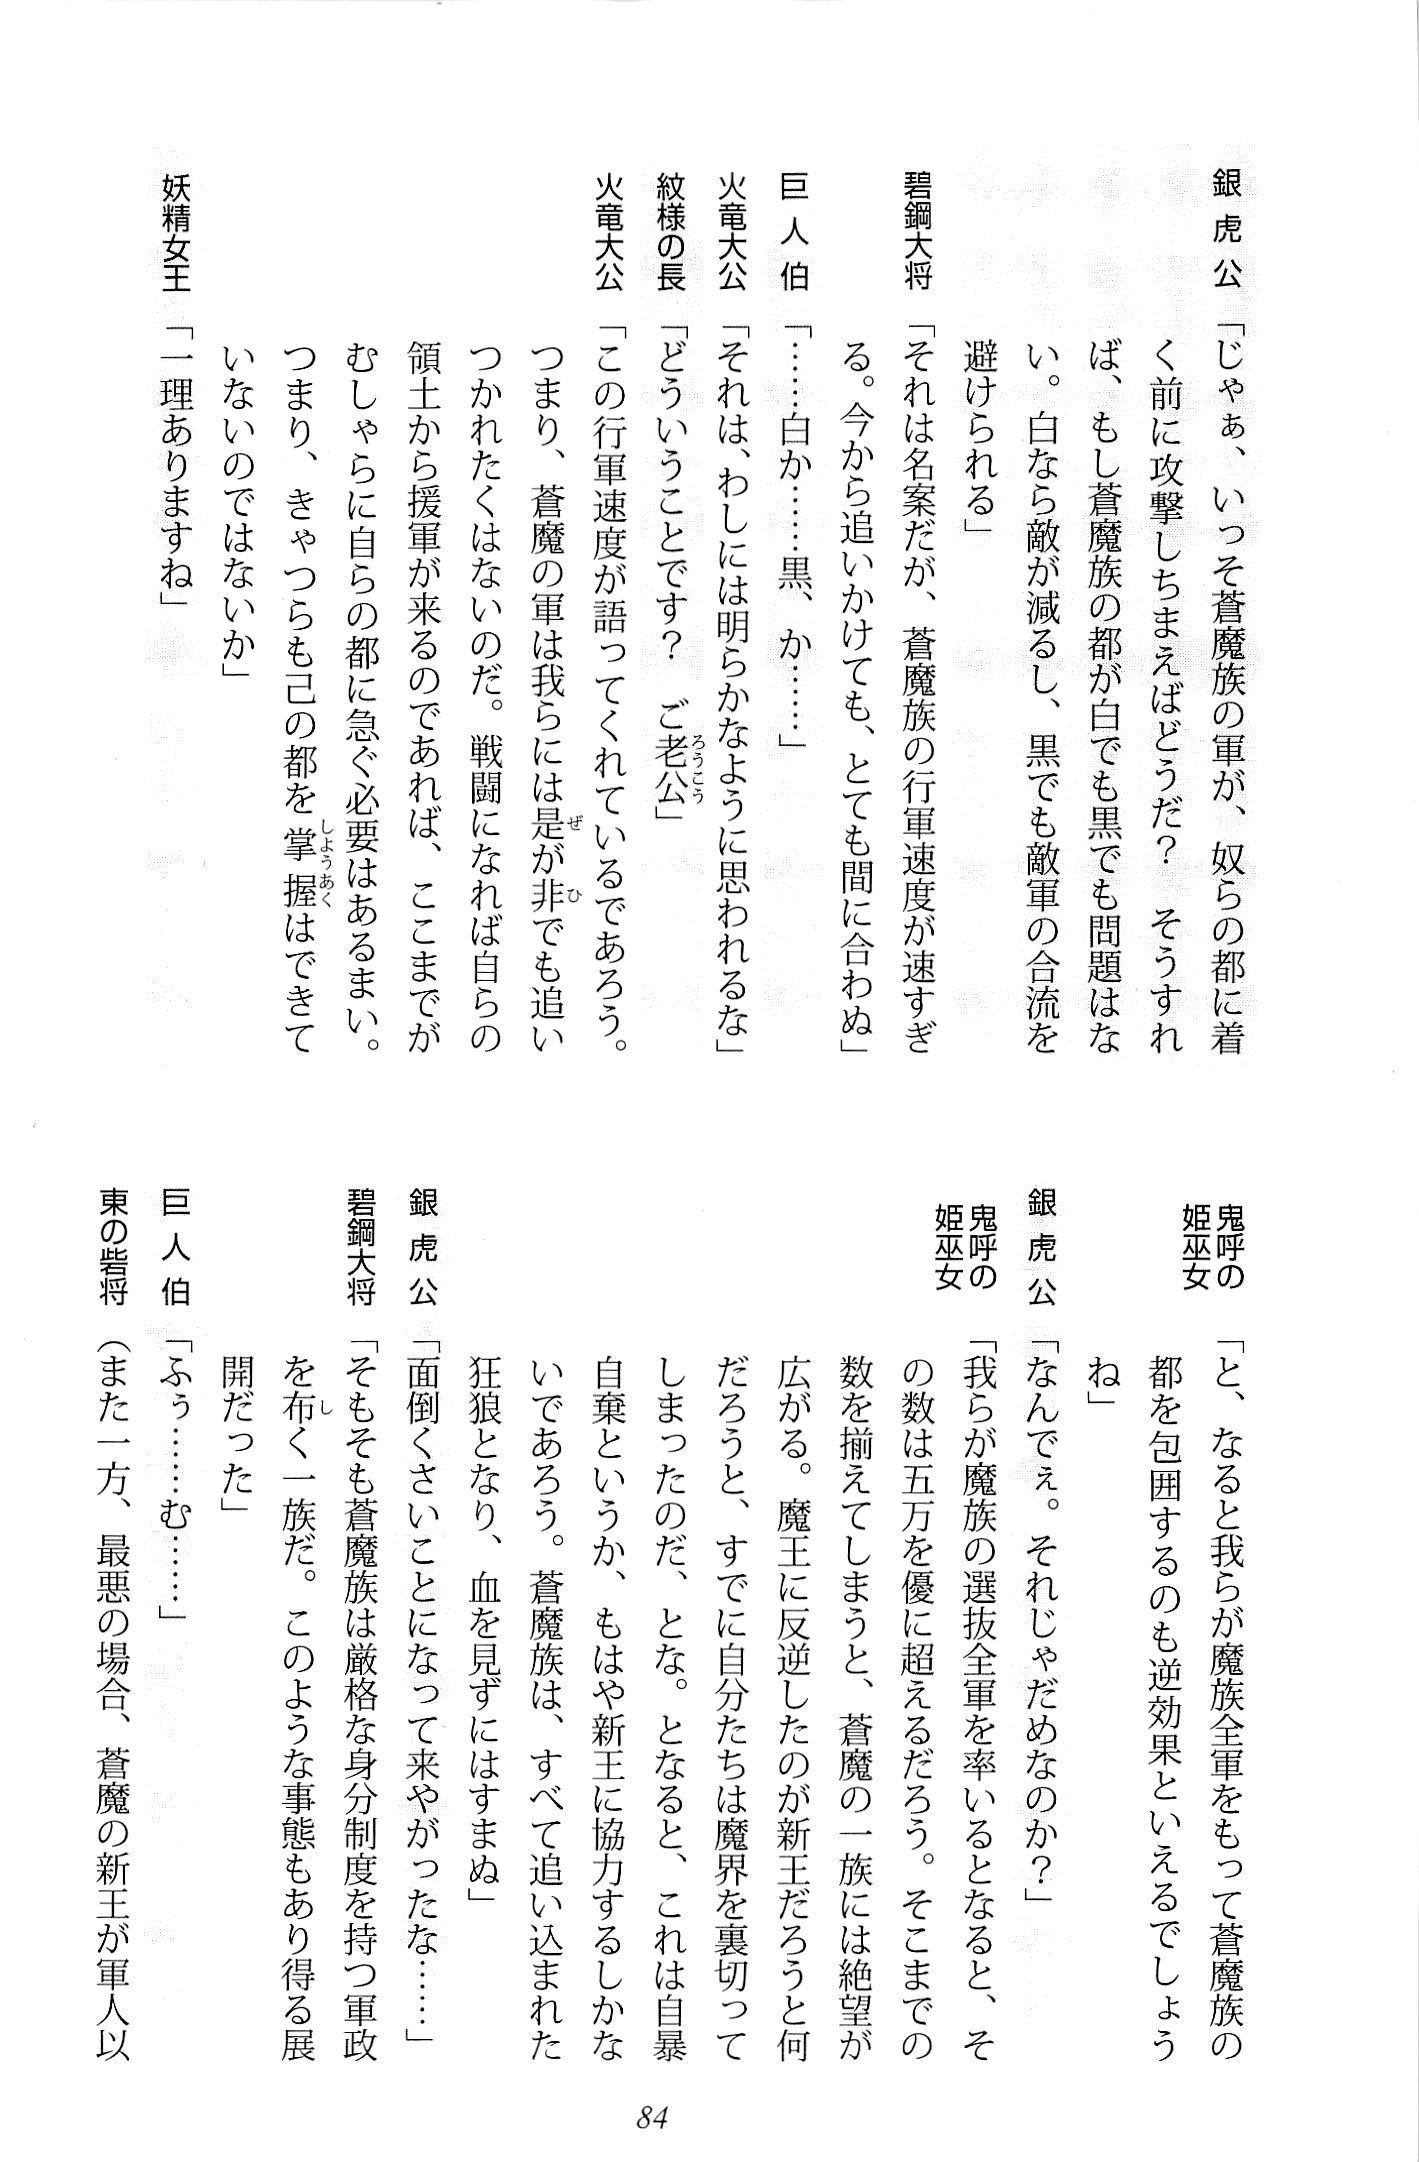 銀虎公「じゃぁ、いっそ蒼魔族の軍が、奴らの都に着
く前に攻撃しちまえばどうだ？　そうすれ
ば、もし蒼魔族の都が白でも黒でも問題はな
い。白なら敵が減るし、黒でも敵軍の合流を
避けられる」
碧鋼大将「それは名案だが、蒼魔族の行軍速度が速すぎ
る。今から追いかけても、とても間に合わぬ」
巨人伯「……白か……黒、か……」
火竜大公「それは、わしには明らかなように思われるな」
紋様の長「どういうことです？　ご老公」
ろうこう
火竜大公「この行軍速度が語ってくれているであろう。
つまり、蒼魔の軍は我らには是が非でも追い
ぜ　ひ
つかれたくはないのだ。戦闘になれば自らの
領土から援軍が来るのであれば、ここまでが
むしゃらに自らの都に急ぐ必要はあるまい。
つまり、きゃつらも己の都を掌握はできて
しようあく
いないのではないか」
妖精女王「一理ありますね」
鬼呼の
姫巫女「と、なると我らが魔族全軍をもって蒼魔族の
都を包囲するのも逆効果といえるでしょう
ね」
銀虎公「なんでぇ。それじゃだめなのか？」
鬼呼の
姫巫女「我らが魔族の選抜全軍を率いるとなると、そ
の数は五万を優に超えるだろう。そこまでの
数を揃えてしまうと、蒼魔の一族には絶望が
広がる。魔王に反逆したのが新王だろうと何
だろうと、すでに自分たちは魔界を裏切って
しまったのだ、とな。となると、これは自暴
自棄というか、もはや新王に協力するしかな
いであろう。蒼魔族は、すべて追い込まれた
狂狼となり、血を見ずにはすまぬ」
銀虎公「面倒くさいことになって来やがったな……」
碧鋼大将「そもそも蒼魔族は厳格な身分制度を持つ軍政
を布く一族だ。このような事態もあり得る展
し
開だった」
巨人伯「ふぅ……む……」
東の砦将（また一方、最悪の場合、蒼魔の新王が軍人以
84